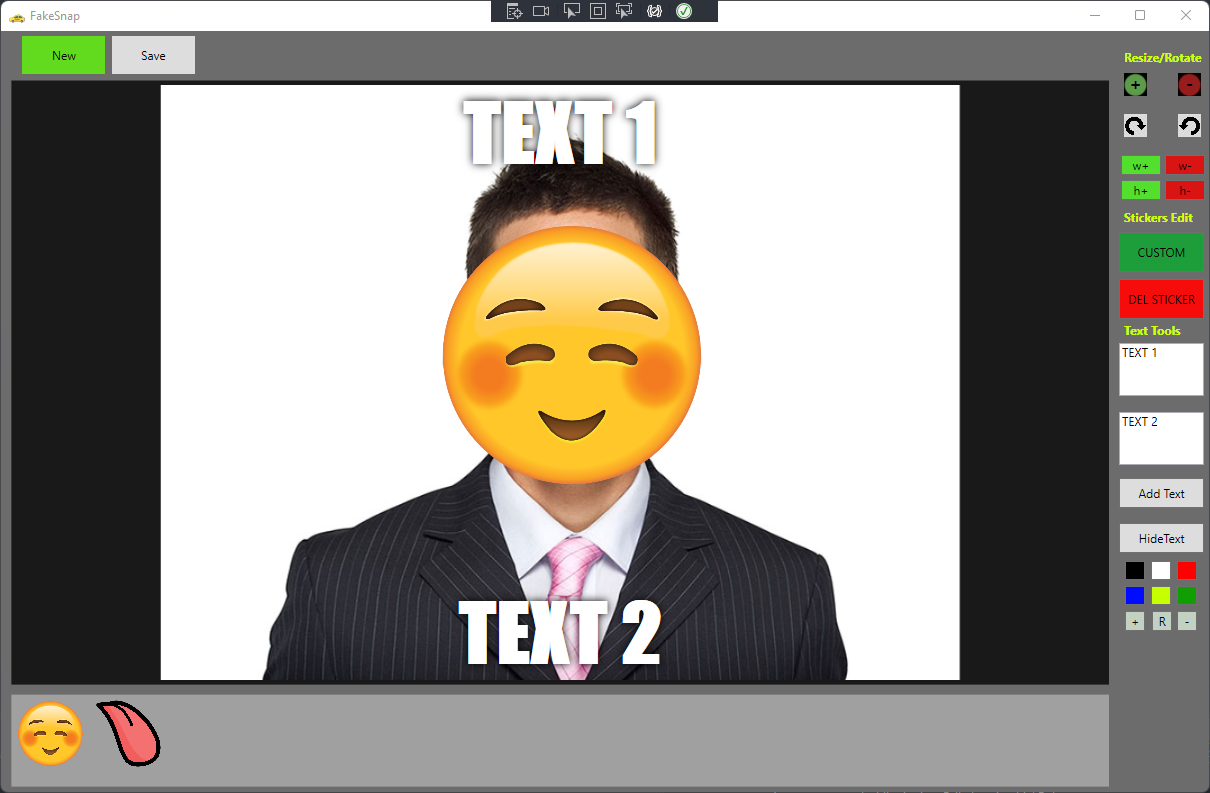 FakeSnap
New
Save
Resize/Rotate
+ -
w+ w-
h+ h-
Stickers Edit
CUSTOM
DEL STICKER
Text Tools
TEXT 1
TEXT 2
Add Text
HideText
+ R -
TEXT 1
TEXT 2